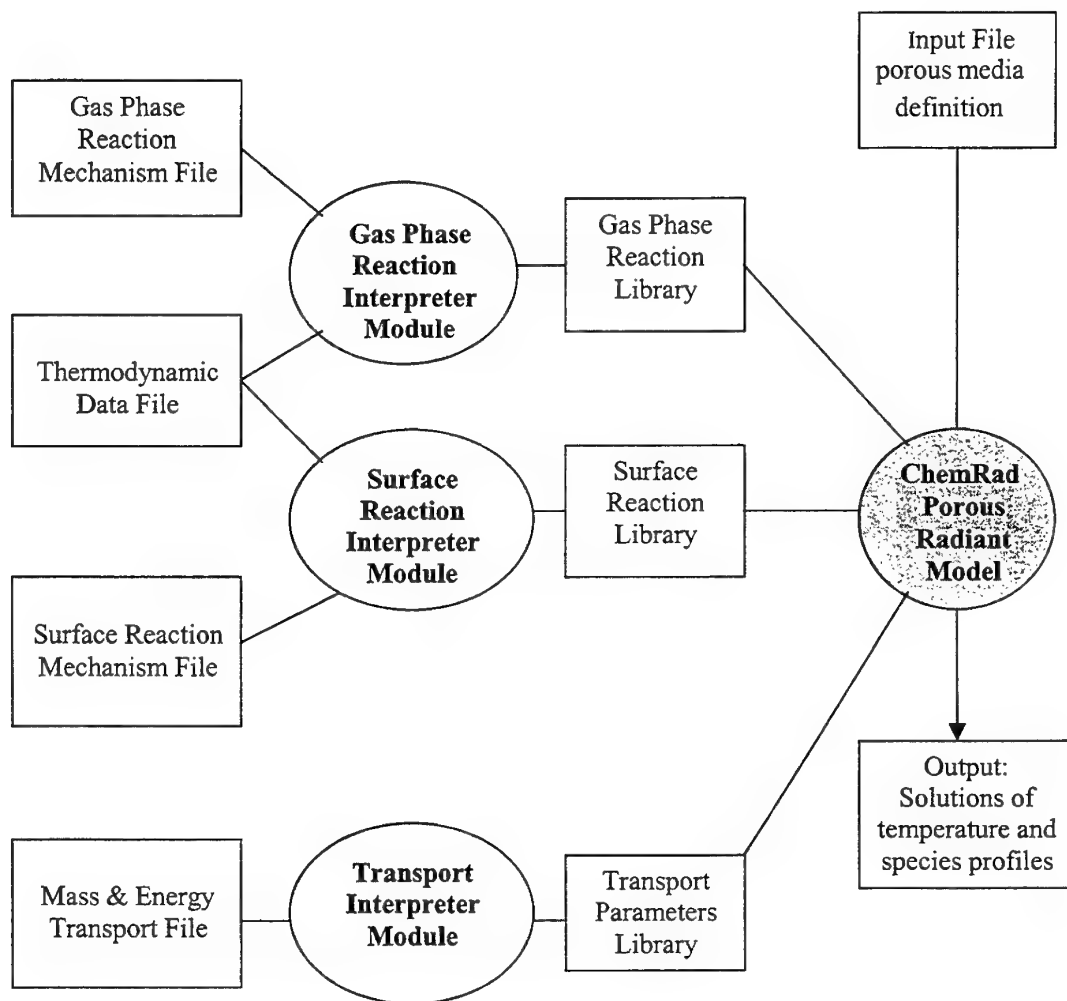 Input File
porous media
definition
Gas Phase
Reaction
Mechanism File
Gas Phase
Reaction
Interpreter
Module
Gas Phase
Reaction
Library
Thermodynamic
Data File
Surface
Reaction
Interpreter
Module
Surface
Reaction
Library
ChemRad
Porous
Radiant
Model
Surface Reaction
Mechanism File
Output:
Solutions of
temperature and
species profiles
Mass & Energy
Transport File
Transport
Interpreter
Module
Transport
Parameters
Library